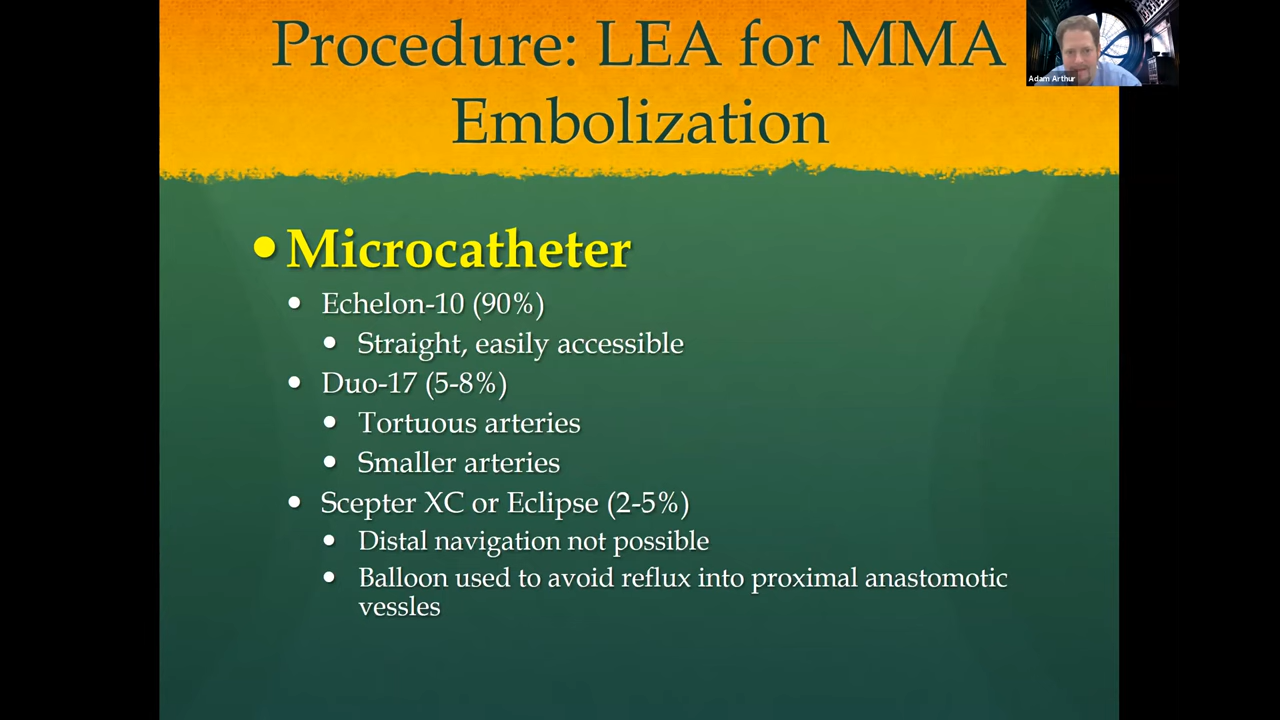 Procedure: LEA for MMA
Embolization
Adam Arthur
• Microcatheter
• Echelon-10 (90%)
• Straight, easily accessible
• Duo-17 (5-8%)
• Tortuous arteries
• Smaller arteries
• Scepter XC or Eclipse (2-5%)
• Distal navigation not possible
• Balloon used to avoid reflux into proximal anastomotic
vessles